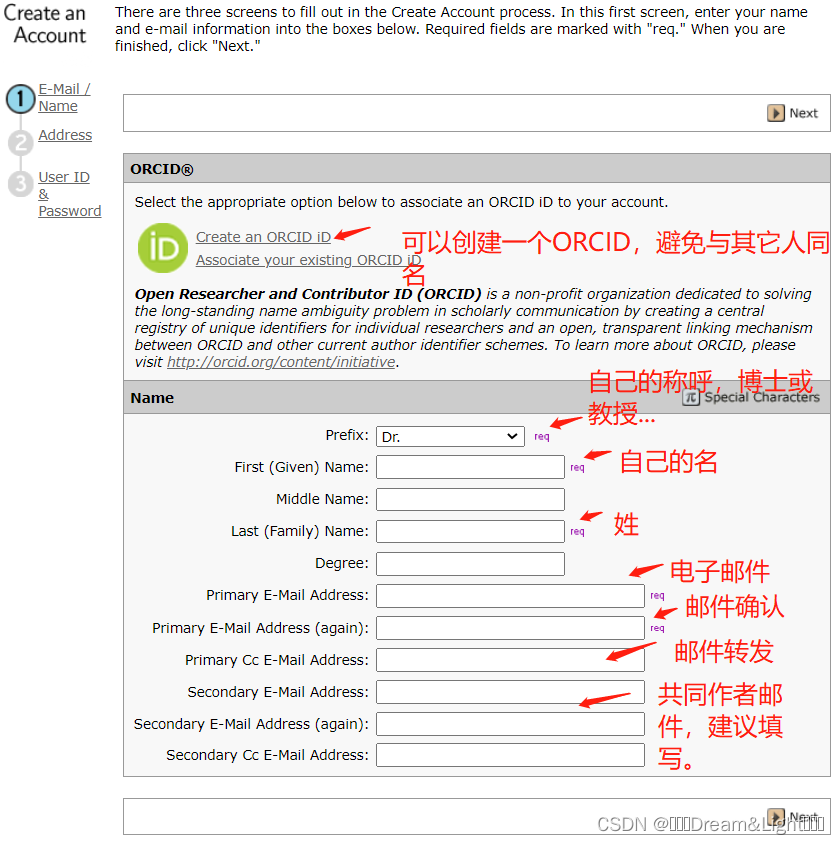 Create an
Account
There are three screens to fill out in the Create Account process. In this first screen, enter your name
and e-mail information into the boxes below. Required fields are marked with "req." When you are
finished, click "Next."
1 E-Mail /
Name
2 Address
3 User ID
&
Password
Next
ORCID®
Select the appropriate option below to associate an ORCID iD to your account.
iD
Create an ORCID iD
Associate your existing ORCID iD
可以创建一个ORCID，避免与其它人同
名
Open Researcher and Contributor ID (ORCID) is a non-profit organization dedicated to solving
the long-standing name ambiguity problem in scholarly communication by creating a central
registry of unique identifiers for individual researchers and an open, transparent linking mechanism
between ORCID and other current author identifier schemes. To learn more about ORCID, please
visit http://orcid.org/content/initiative.
Name
π Special Characters
自己的称呼，博士或
教授...
Prefix: Dr. req
First (Given) Name: req 自己的名
Middle Name:
Last (Family) Name: req 姓
Degree:
电子邮件
Primary E-Mail Address: req
邮件确认
Primary E-Mail Address (again): req
Primary Cc E-Mail Address: 邮件转发
Secondary E-Mail Address:
共同作者邮
件，建议填
写。
Secondary E-Mail Address (again):
Secondary Cc E-Mail Address:
Next
CSDN @Dream&Light